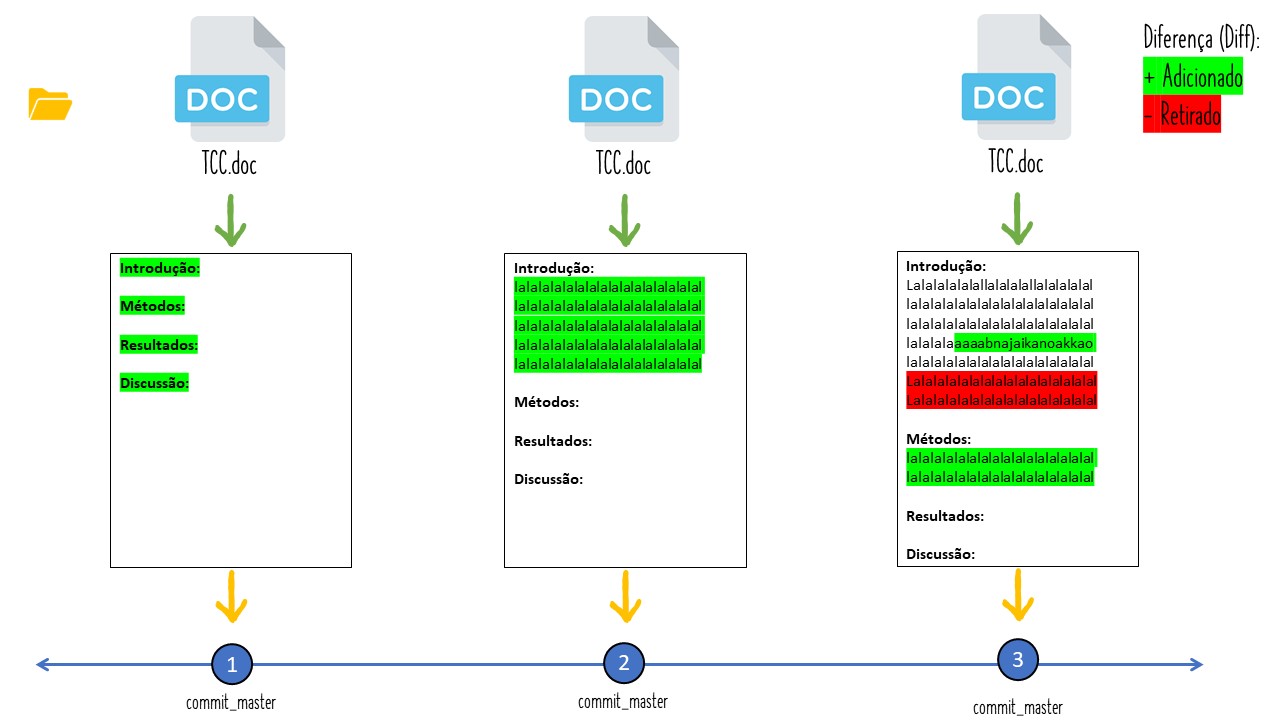 DOC
TCC.doc
Introdução:
Métodos:
Resultados:
Discussão:
1
commit_master
DOC
TCC.doc
Introdução:
lalalalalalalalalalalalalalalalal
lalalalalalalalalalalalalalalalal
lalalalalalalalalalalalalalalalal
lalalalalalalalalalalalalalalalal
lalalalalalalalalalalalalalalalal
Métodos:
Resultados:
Discussão:
2
commit_master
DOC
TCC.doc
Introdução:
Lalalalalalallalalalallalalalalal
lalalalalalalalalalalalalalalalal
lalalalalalalalalalalalalalalalal
lalalalaaaaabnajaikanoakkao
lalalalalalalalalalalalalalalalal
Lalalalalalalalalalalalalalalalal
Lalalalalalalalalalalalalalalalal
Métodos:
lalalalalalalalalalalalalalalalal
lalalalalalalalalalalalalalalalal
Resultados:
Discussão:
3
commit_master
Diferença (Diff):
+ Adicionado
- Retirado